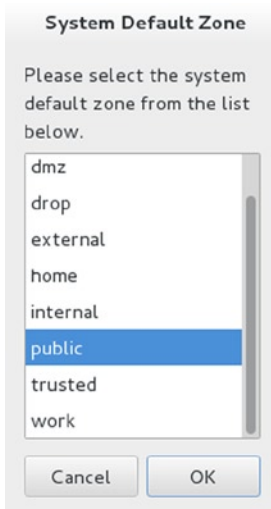 System Default Zone
Please select the system
default zone from the list
below.
dmz
drop
external
home
internal
public
trusted
work
Cancel OK